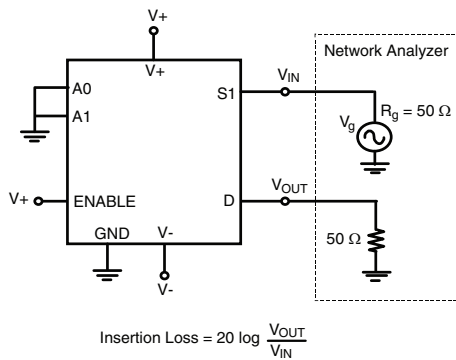 V+
Network Analyzer
V+
A0
A1
S1
V_IN
V_g
R_g = 50 Ω
V+
ENABLE
D
V_OUT
GND
V-
50 Ω
V-
Insertion Loss = 20 log V_OUT / V_IN